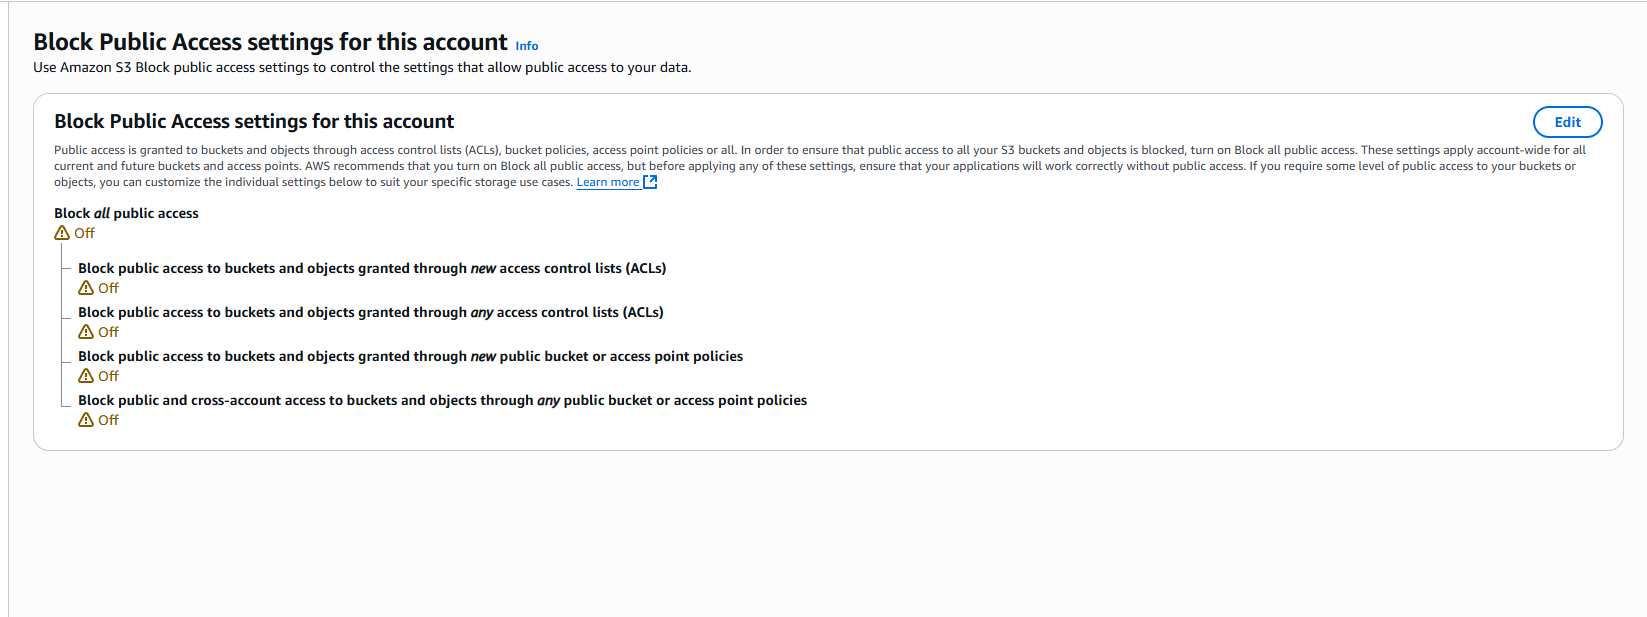 Block Public Access settings for this account Info
Use Amazon S3 Block public access settings to control the settings that allow public access to your data.
Block Public Access settings for this account
Edit
Public access is granted to buckets and objects through access control lists (ACLs), bucket policies, access point policies or all. In order to ensure that public access to all your S3 buckets and objects is blocked, turn on Block all public access. These settings apply account-wide for all
current and future buckets and access points. AWS recommends that you turn on Block all public access, but before applying any of these settings, ensure that your applications will work correctly without public access. If you require some level of public access to your buckets or
objects, you can customize the individual settings below to suit your specific storage use cases. Learn more
Block all public access
Off
Block public access to buckets and objects granted through new access control lists (ACLs)
Off
Block public access to buckets and objects granted through any access control lists (ACLs)
Off
Block public access to buckets and objects granted through new public bucket or access point policies
Off
Block public and cross-account access to buckets and objects through any public bucket or access point policies
Off